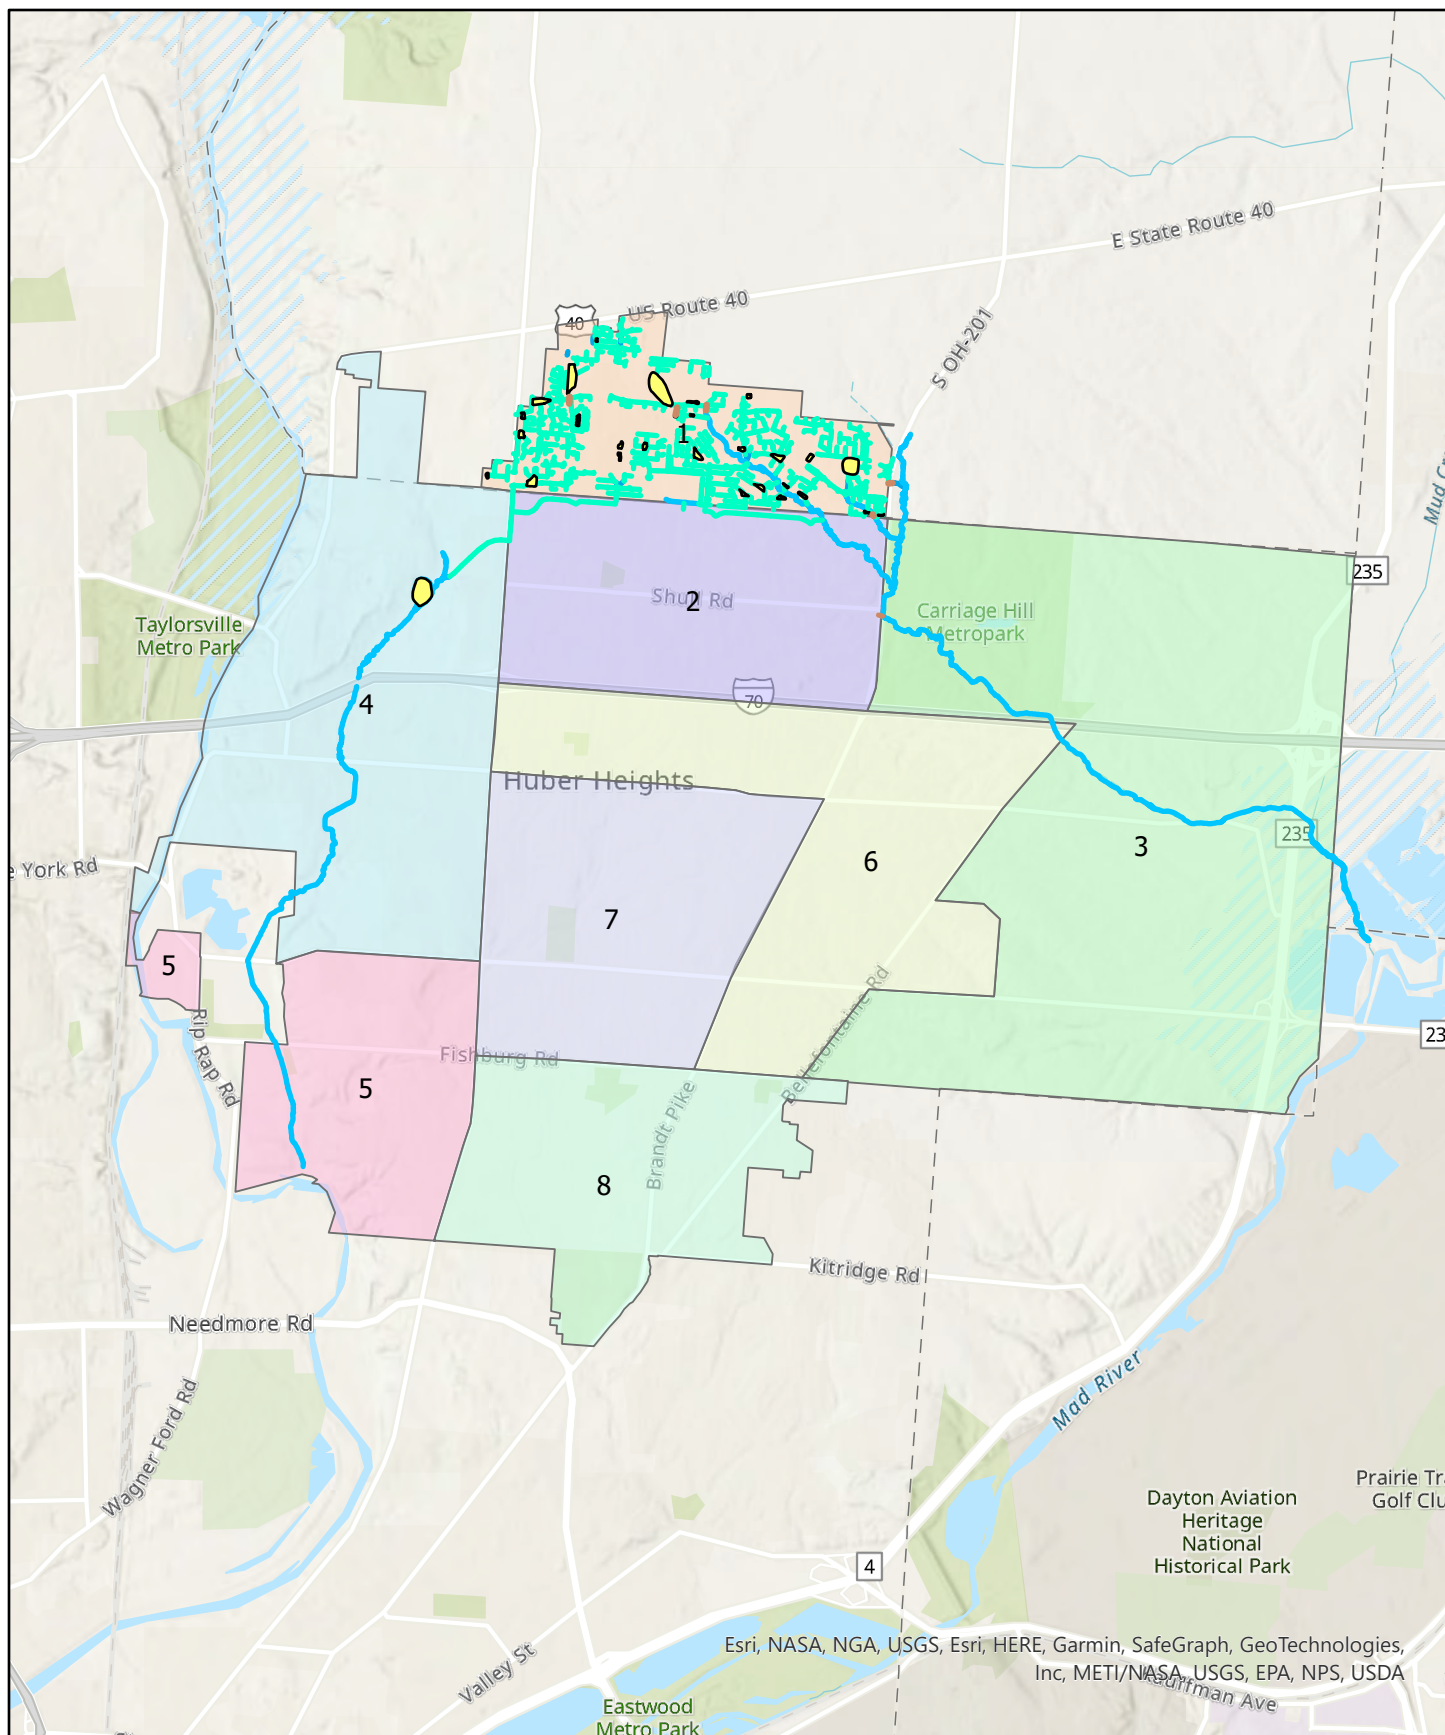 E State Route 40
US Route 40
40
S OH-201
1
Mud Cr
235
2
Shull Rd
Carriage Hill
Metropark
Taylorsville
Metro Park
70
4
Huber Heights
235
3
6
e York Rd
7
5
Rip Rap Rd
Fishburg Rd
Bellefontaine Rd
23
5
Brandt Pike
8
Kitridge Rd
Needmore Rd
Mad River
Wagner Ford Rd
Prairie Tra
Golf Clu
Dayton Aviation
Heritage
National
Historical Park
4
Esri, NASA, NGA, USGS, Esri, HERE, Garmin, SafeGraph, GeoTechnologies,
Inc, METI/NASA, USGS, EPA, NPS, USDA
Kauffman Ave
Valley St
Eastwood
Metro Park